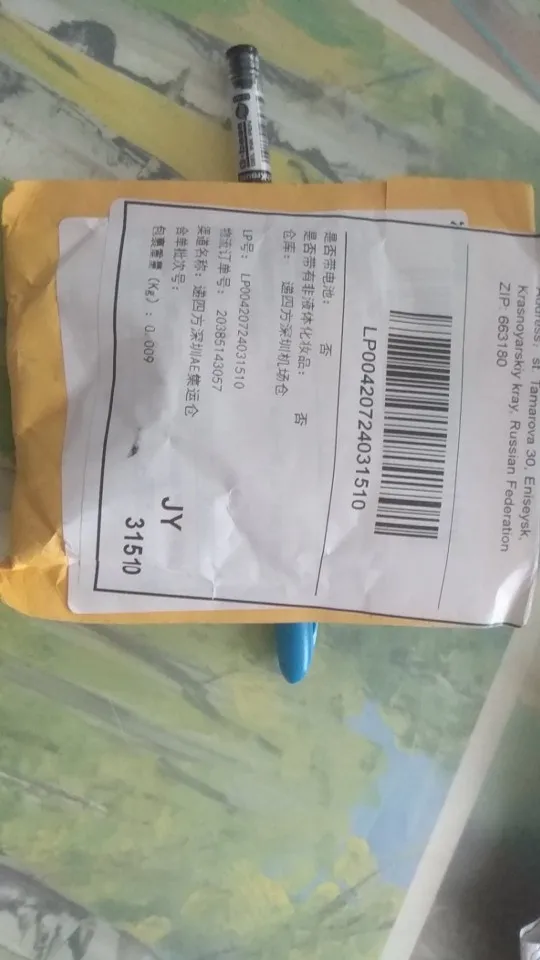 Address: st. Tamarova 30, Eniseysk,
Krasnoyarskiy kray, Russian Federation
ZIP: 663180
LP00420724031510
是否带电池： 否
是否带有非液体化妆品： 否
仓库： 递四方深圳机场仓
LP号： LP00420724031510
物流订单号： 20385143057
渠道名称：递四方深圳AE集运仓
合单批次号：
包裹重量（Kg）：0.009
JY
31510